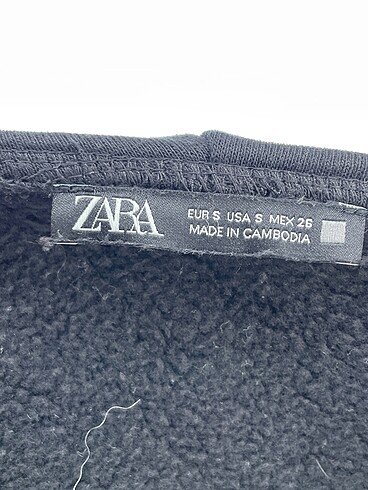 ZARA
EUR S USA S MEX 26
MADE IN CAMBODIA